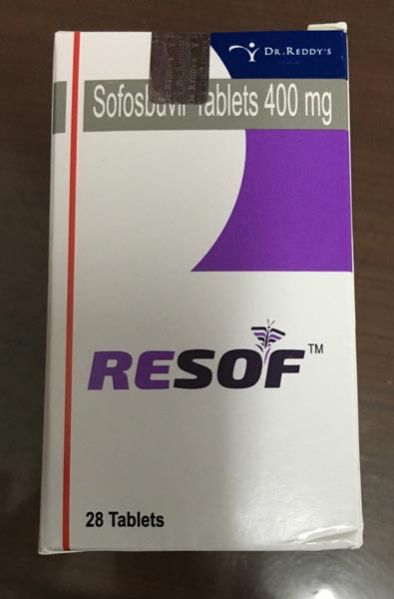 DR.REDDY'S
Sofosbuvir Tablets 400 mg
RESOF™
28 Tablets